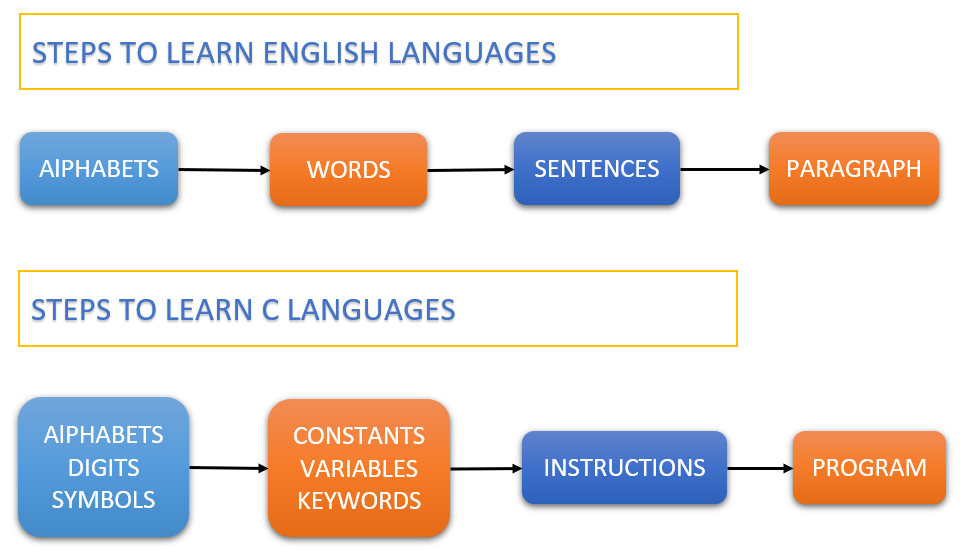 STEPS TO LEARN ENGLISH LANGUAGES
AlPHABETS
WORDS
SENTENCES
PARAGRAPH
STEPS TO LEARN C LANGUAGES
AlPHABETS
DIGITS
SYMBOLS
CONSTANTS
VARIABLES
KEYWORDS
INSTRUCTIONS
PROGRAM